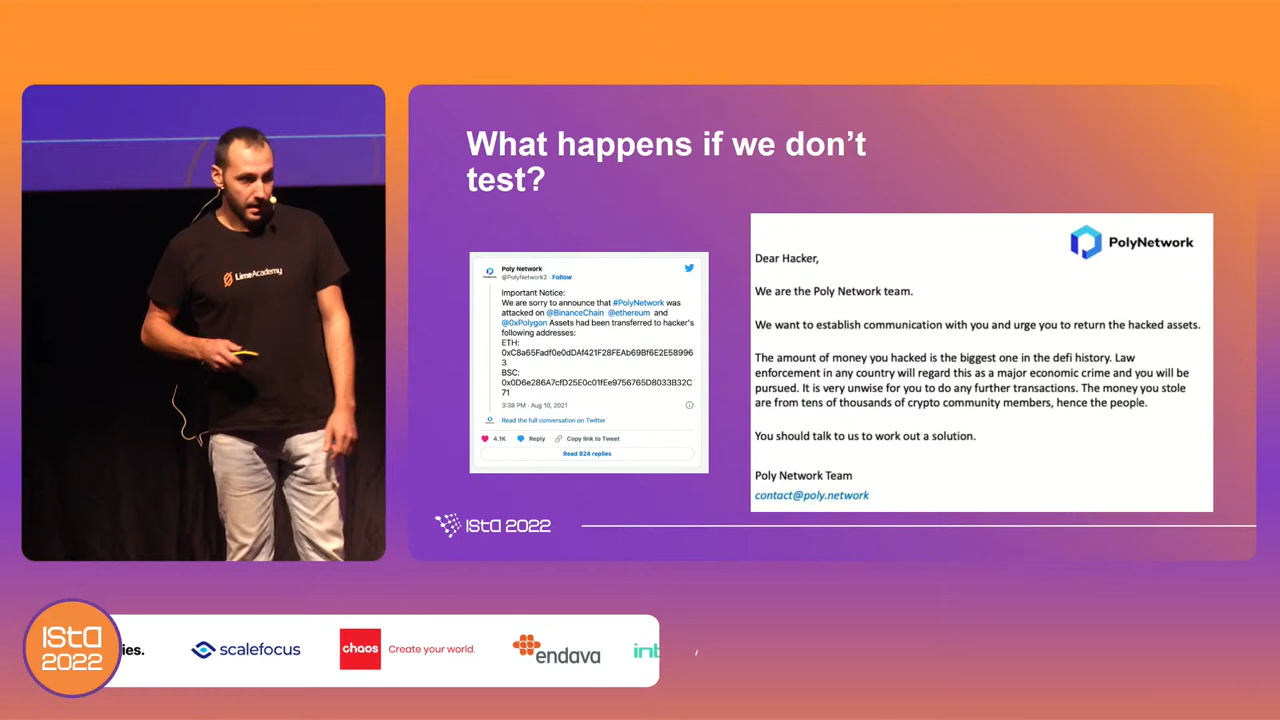 LimeAcademy
What happens if we don't
test?
Poly Network
@PolyNetwork2 · Follow
Important Notice:
We are sorry to announce that #PolyNetwork was
attacked on @BinanceChain @ethereum and
@0xPolygon Assets had been transferred to hacker's
following addresses:
ETH:
0xC8a65Fadf0e0dDAf421F28FEAb69Bf6E2E58996
3
BSC:
0x0D6e286A7cfD25E0c01fEe9756765D8033B32C
71
3:38 PM · Aug 10, 2021
Read the full conversation on Twitter
4.1K Reply Copy link to Tweet
Read 824 replies
PolyNetwork
Dear Hacker,
We are the Poly Network team.
We want to establish communication with you and urge you to return the hacked assets.
The amount of money you hacked is the biggest one in the defi history. Law
enforcement in any country will regard this as a major economic crime and you will be
pursued. It is very unwise for you to do any further transactions. The money you stole
are from tens of thousands of crypto community members, hence the people.
You should talk to us to work out a solution.
Poly Network Team
contact@poly.network
ISta 2022
ISta
2022
ies.
scalefocus
chaos
Create your world.
endava
int